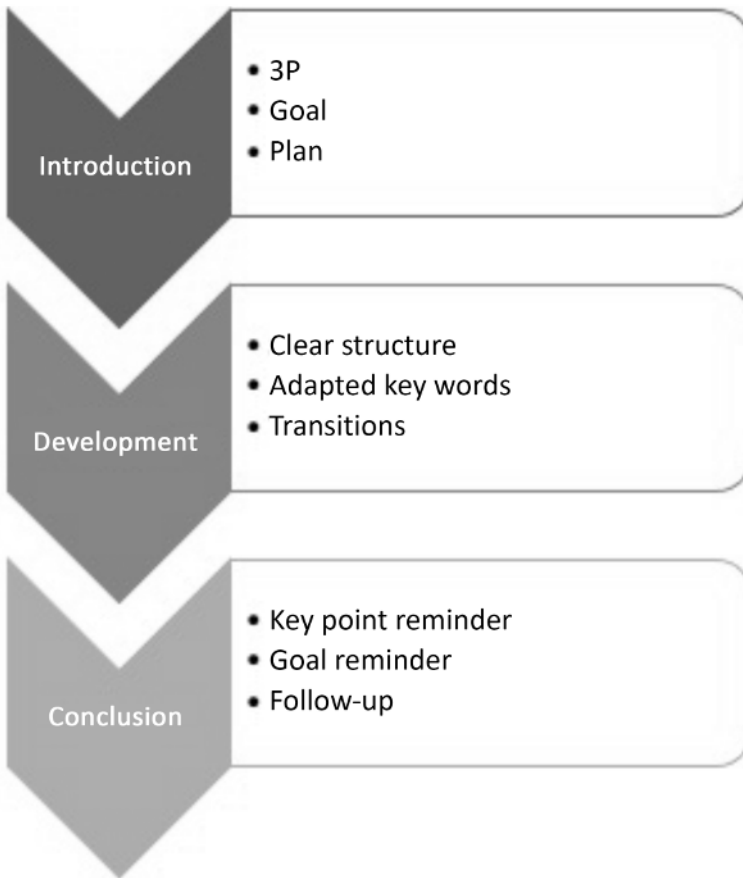 Introduction
• 3P
• Goal
• Plan
Development
• Clear structure
• Adapted key words
• Transitions
Conclusion
• Key point reminder
• Goal reminder
• Follow-up